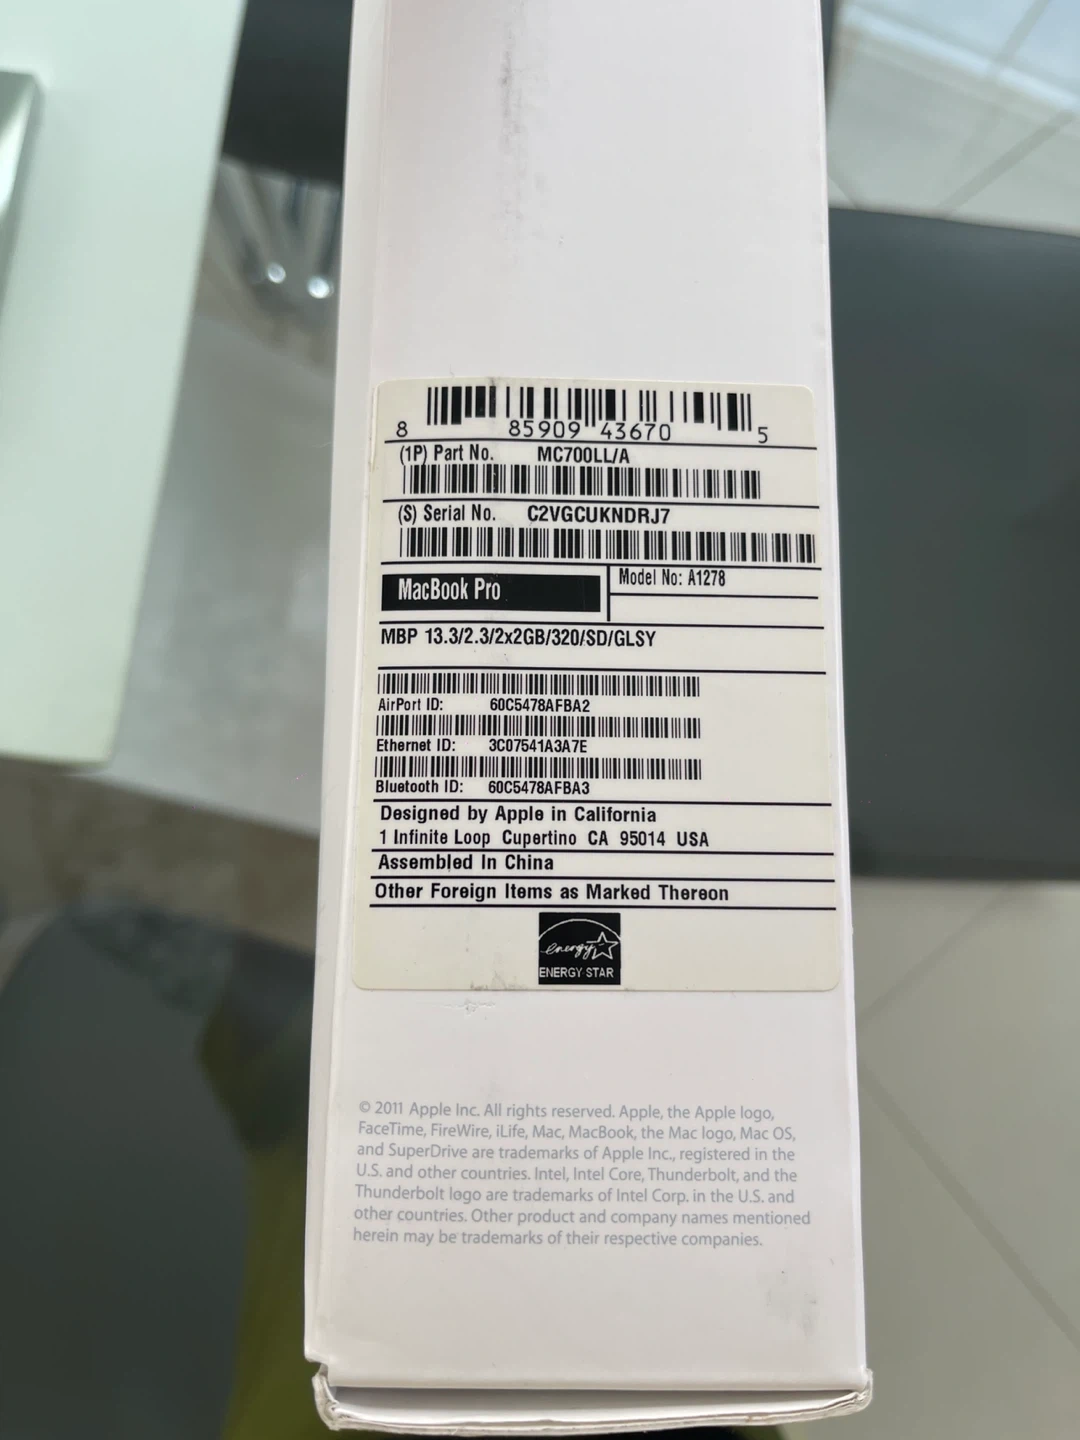 8 85909 43670 5
(1P) Part No. MC700LL/A
(S) Serial No. C2VGCUKNDRJ7
MacBook Pro
Model No: A1278
MBP 13.3/2.3/2x2GB/320/SD/GLSY
AirPort ID: 60C5478AFBA2
Ethernet ID: 3C07541A3A7E
Bluetooth ID: 60C5478AFBA3
Designed by Apple in California
1 Infinite Loop Cupertino CA 95014 USA
Assembled In China
Other Foreign Items as Marked Thereon
energy
ENERGY STAR
© 2011 Apple Inc. All rights reserved. Apple, the Apple logo,
FaceTime, FireWire, iLife, Mac, MacBook, the Mac logo, Mac OS,
and SuperDrive are trademarks of Apple Inc., registered in the
U.S. and other countries. Intel, Intel Core, Thunderbolt, and the
Thunderbolt logo are trademarks of Intel Corp. in the U.S. and
other countries. Other product and company names mentioned
herein may be trademarks of their respective companies.